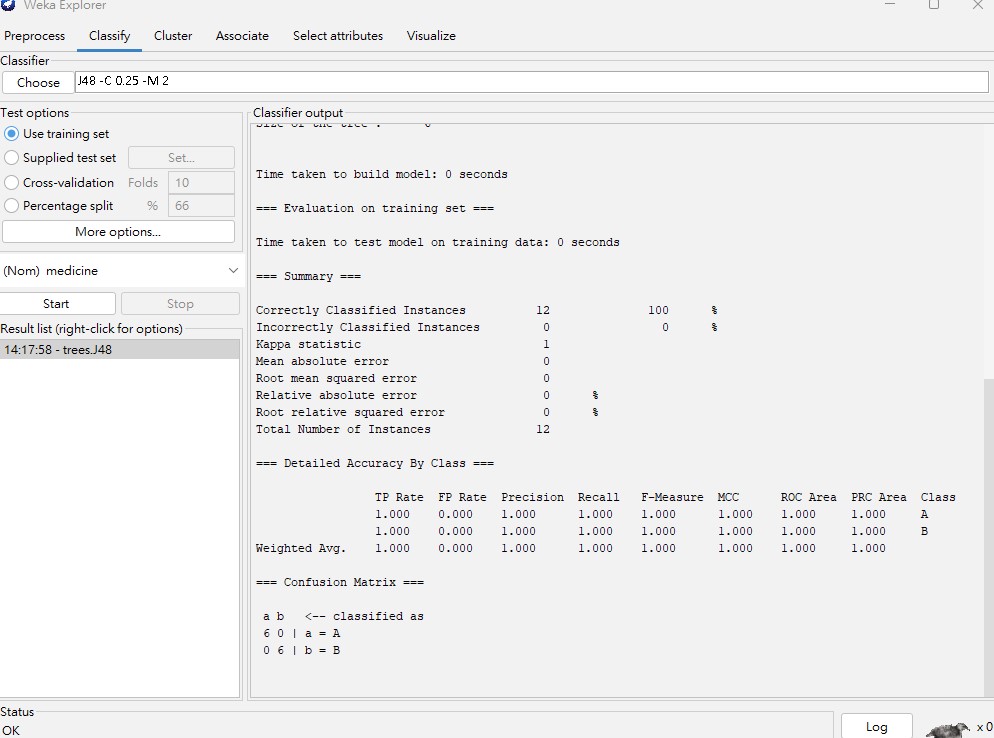 Weka Explorer
Preprocess Classify Cluster Associate Select attributes Visualize
Classifier
Choose J48 -C 0.25 -M 2
Test options
Use training set
Supplied test set Set...
Cross-validation Folds 10
Percentage split % 66
More options...
(Nom) medicine
Start Stop
Result list (right-click for options)
14:17:58 - trees.J48
Classifier output
Size of the tree :
Time taken to build model: 0 seconds
=== Evaluation on training set ===
Time taken to test model on training data: 0 seconds
=== Summary ===
Correctly Classified Instances 12 100 %
Incorrectly Classified Instances 0 0 %
Kappa statistic 1
Mean absolute error 0
Root mean squared error 0
Relative absolute error 0 %
Root relative squared error 0 %
Total Number of Instances 12
=== Detailed Accuracy By Class ===
TP Rate FP Rate Precision Recall F-Measure MCC ROC Area PRC Area Class
1.000 0.000 1.000 1.000 1.000 1.000 1.000 1.000 A
1.000 0.000 1.000 1.000 1.000 1.000 1.000 1.000 B
Weighted Avg. 1.000 0.000 1.000 1.000 1.000 1.000 1.000 1.000
=== Confusion Matrix ===
a b <-- classified as
6 0 | a = A
0 6 | b = B
Status
OK
Log
x 0